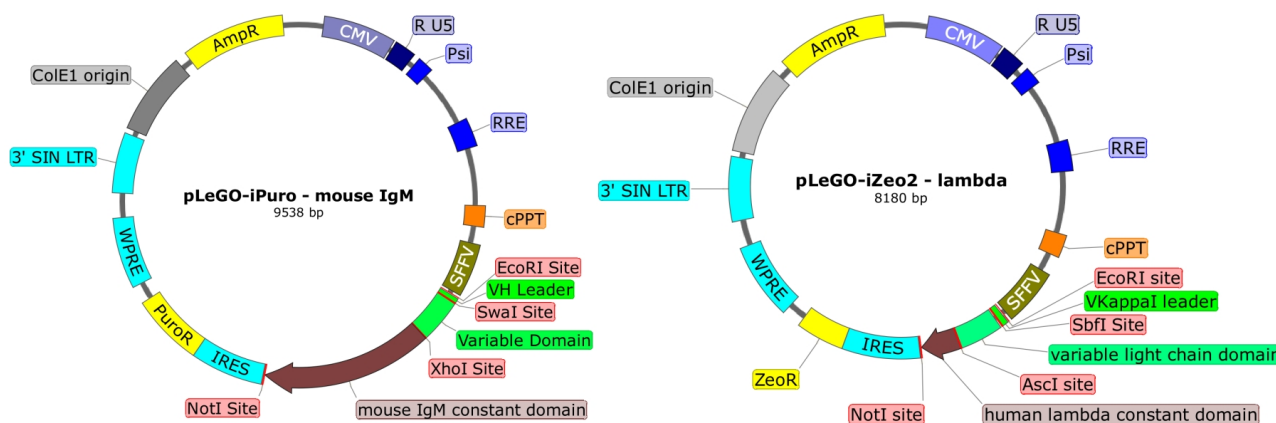 AmpR
CMV
R U5
Psi
ColE1 origin
RRE
3' SIN LTR
pLeGO-iPuro - mouse IgM
9538 bp
cPPT
WPRE
SFFV
EcoRI Site
VH Leader
SwaI Site
Variable Domain
PuroR
IRES
XhoI Site
NotI Site
mouse IgM constant domain
AmpR
CMV
R U5
Psi
ColE1 origin
RRE
3' SIN LTR
pLeGO-iZeo2 - lambda
8180 bp
cPPT
WPRE
SFFV
EcoRI site
VKappaI leader
SbfI Site
variable light chain domain
IRES
ZeoR
AscI site
NotI site
human lambda constant domain